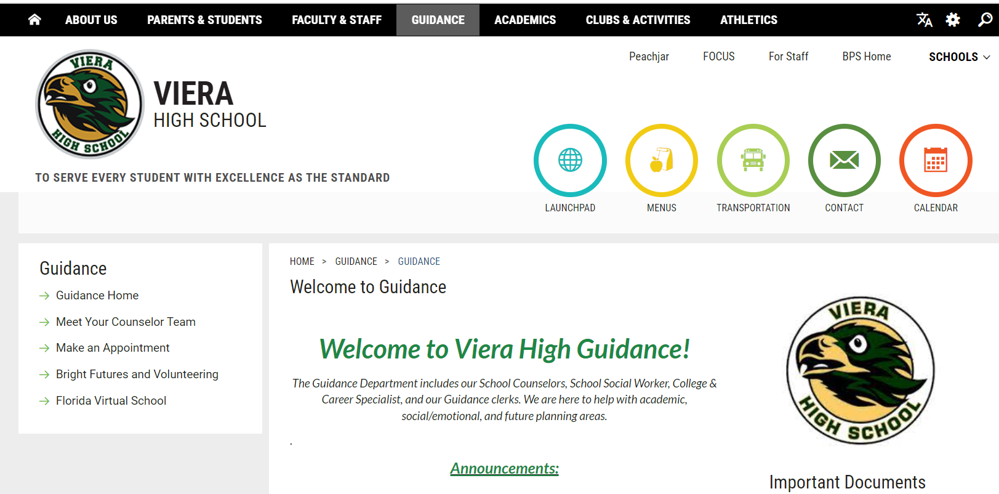 ABOUT US PARENTS & STUDENTS FACULTY & STAFF GUIDANCE ACADEMICS CLUBS & ACTIVITIES ATHLETICS
Peachjar FOCUS For Staff BPS Home SCHOOLS
VIERA
HIGH SCHOOL
VIERA
HIGH SCHOOL
TO SERVE EVERY STUDENT WITH EXCELLENCE AS THE STANDARD
LAUNCHPAD MENUS TRANSPORTATION CONTACT CALENDAR
Guidance
Guidance Home
Meet Your Counselor Team
Make an Appointment
Bright Futures and Volunteering
Florida Virtual School
HOME > GUIDANCE > GUIDANCE
Welcome to Guidance
Welcome to Viera High Guidance!
The Guidance Department includes our School Counselors, School Social Worker, College &
Career Specialist, and our Guidance clerks. We are here to help with academic,
social/emotional, and future planning areas.
.
Announcements:
VIERA
HIGH SCHOOL
Important Documents